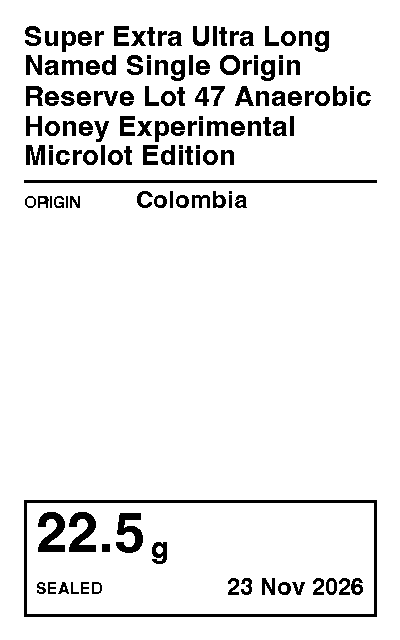 Super Extra Ultra Long
Named Single Origin
Reserve Lot 47 Anaerobic
Honey Experimental
Microlot Edition
ORIGIN Colombia
22.5 g
SEALED 23 Nov 2026